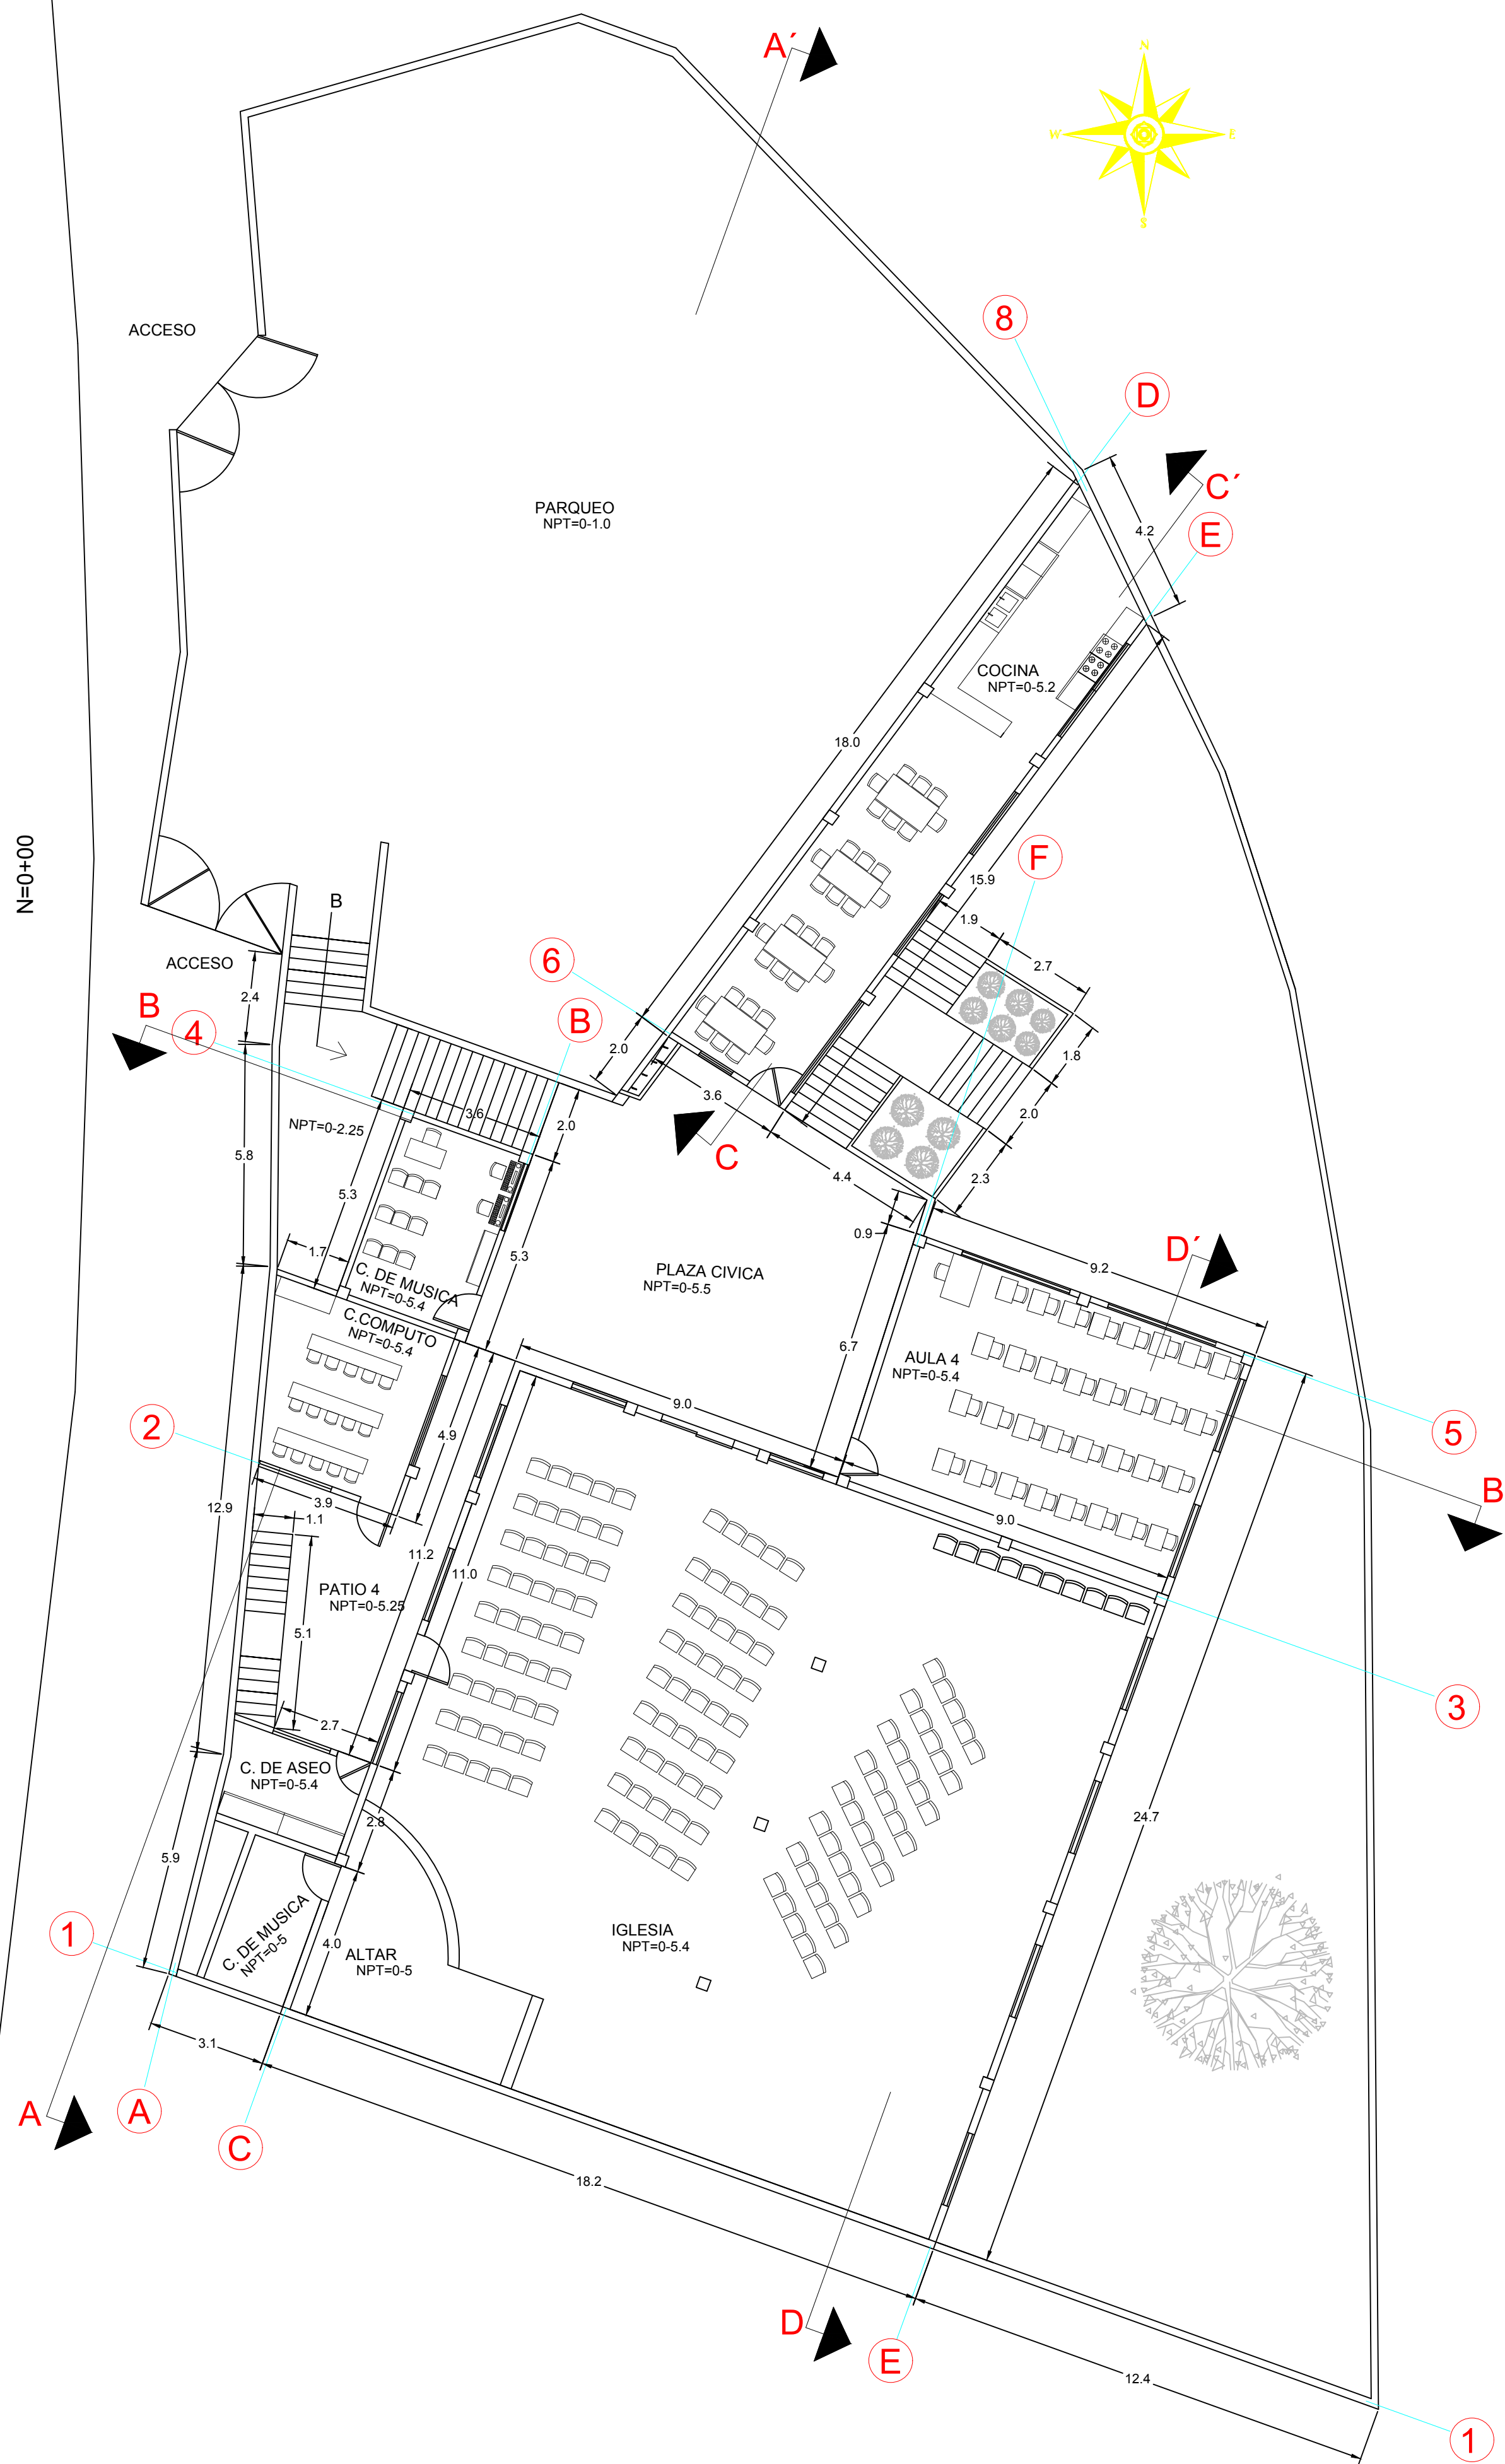 A´
N
W
E
S
ACCESO
8
D
C´
PARQUEO
NPT=0-1.0
4.2
E
COCINA
NPT=0-5.2
18.0
N=0+00
F
15.9
B
1.9
ACCESO
6
2.7
2.4
B
4
B
2.0
1.8
3.6
3.6
2.0
2.0
NPT=0-2.25
C
5.8
4.4
2.3
5.3
0.9
D´
1.7
5.3
PLAZA CIVICA
NPT=0-5.5
9.2
C. DE MUSICA
NPT=0-5.4
C.COMPUTO
NPT=0-5.4
6.7
AULA 4
NPT=0-5.4
9.0
2
4.9
5
B
12.9
3.9
1.1
9.0
11.2
11.0
PATIO 4
NPT=0-5.25
5.1
3
2.7
C. DE ASEO
NPT=0-5.4
24.7
2.8
5.9
1
C. DE MUSICA
NPT=0-5
4.0
ALTAR
NPT=0-5
IGLESIA
NPT=0-5.4
3.1
A
A
C
18.2
D
E
12.4
1